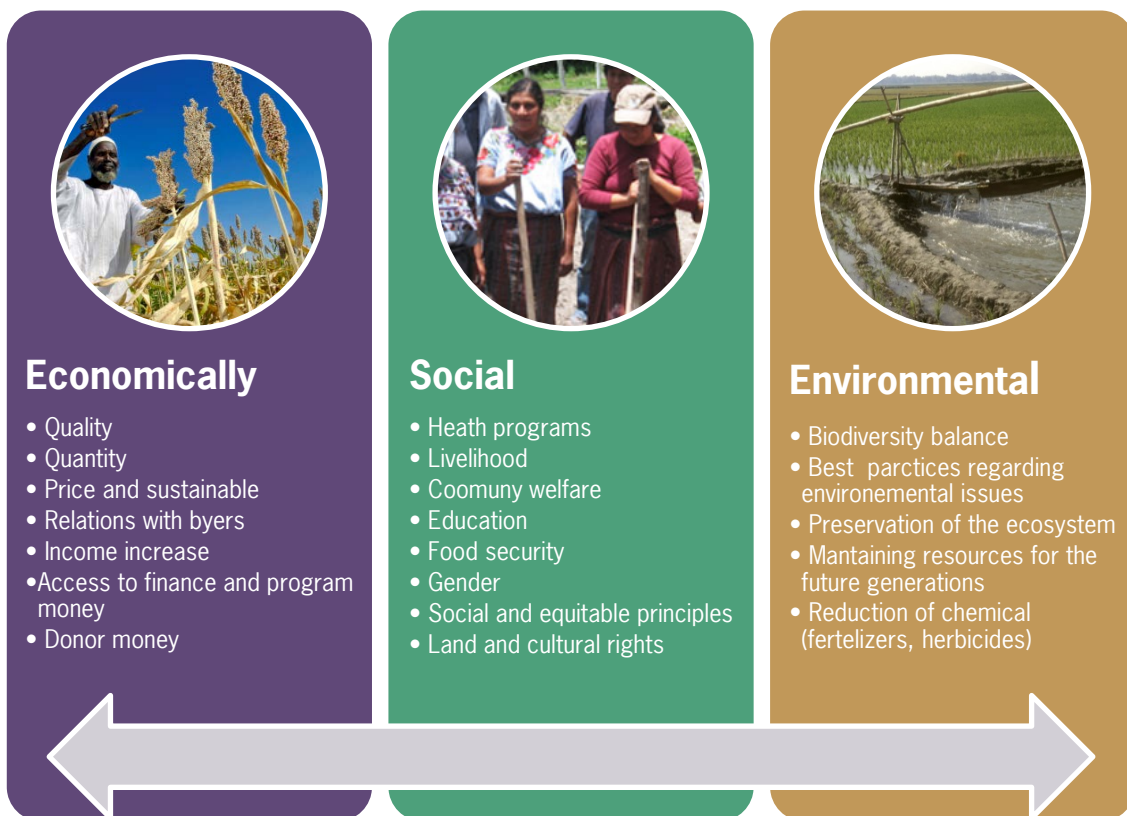 Economically
• Quality
• Quantity
• Price and sustainable
• Relations with byers
• Income increase
•Access to finance and program
money
• Donor money
Social
• Heath programs
• Livelihood
• Coomuny welfare
• Education
• Food security
• Gender
• Social and equitable principles
• Land and cultural rights
Environmental
• Biodiversity balance
• Best parctices regarding
environemental issues
• Preservation of the ecosystem
• Mantaining resources for the
future generations
• Reduction of chemical
(fertelizers, herbicides)